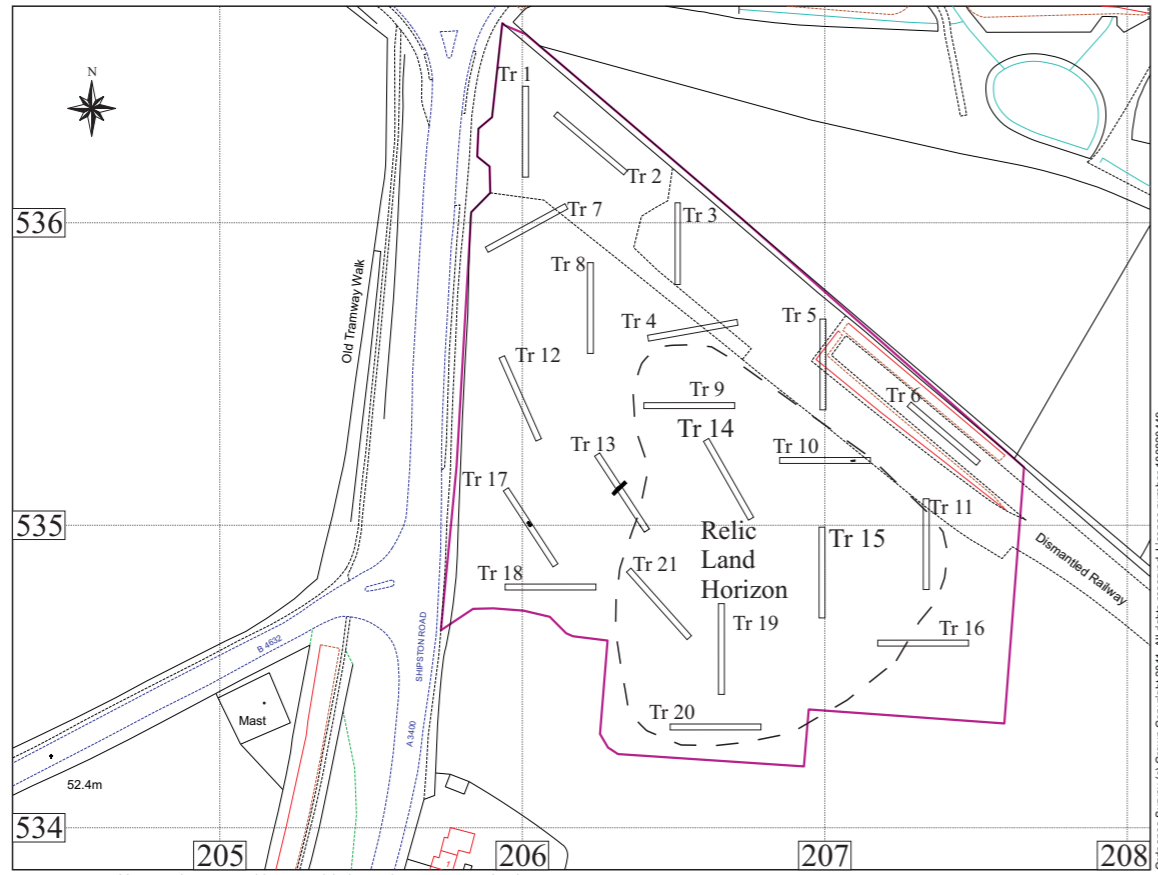 N
Tr 1
Tr 2
Tr 3
Tr 7
536
Tr 8
Tr 4
Tr 5
Old Tramway Walk
Tr 12
Tr 9
Tr 6
Tr 14
Tr 13
Tr 10
Tr 17
Tr 11
535
Relic
Land
Horizon
Tr 15
Dismantled Railway
Tr 21
Tr 18
Tr 19
Tr 16
B 4632
SHIPSTON ROAD
Mast
A 3400
Tr 20
52.4m
534
1
205
206
207
208